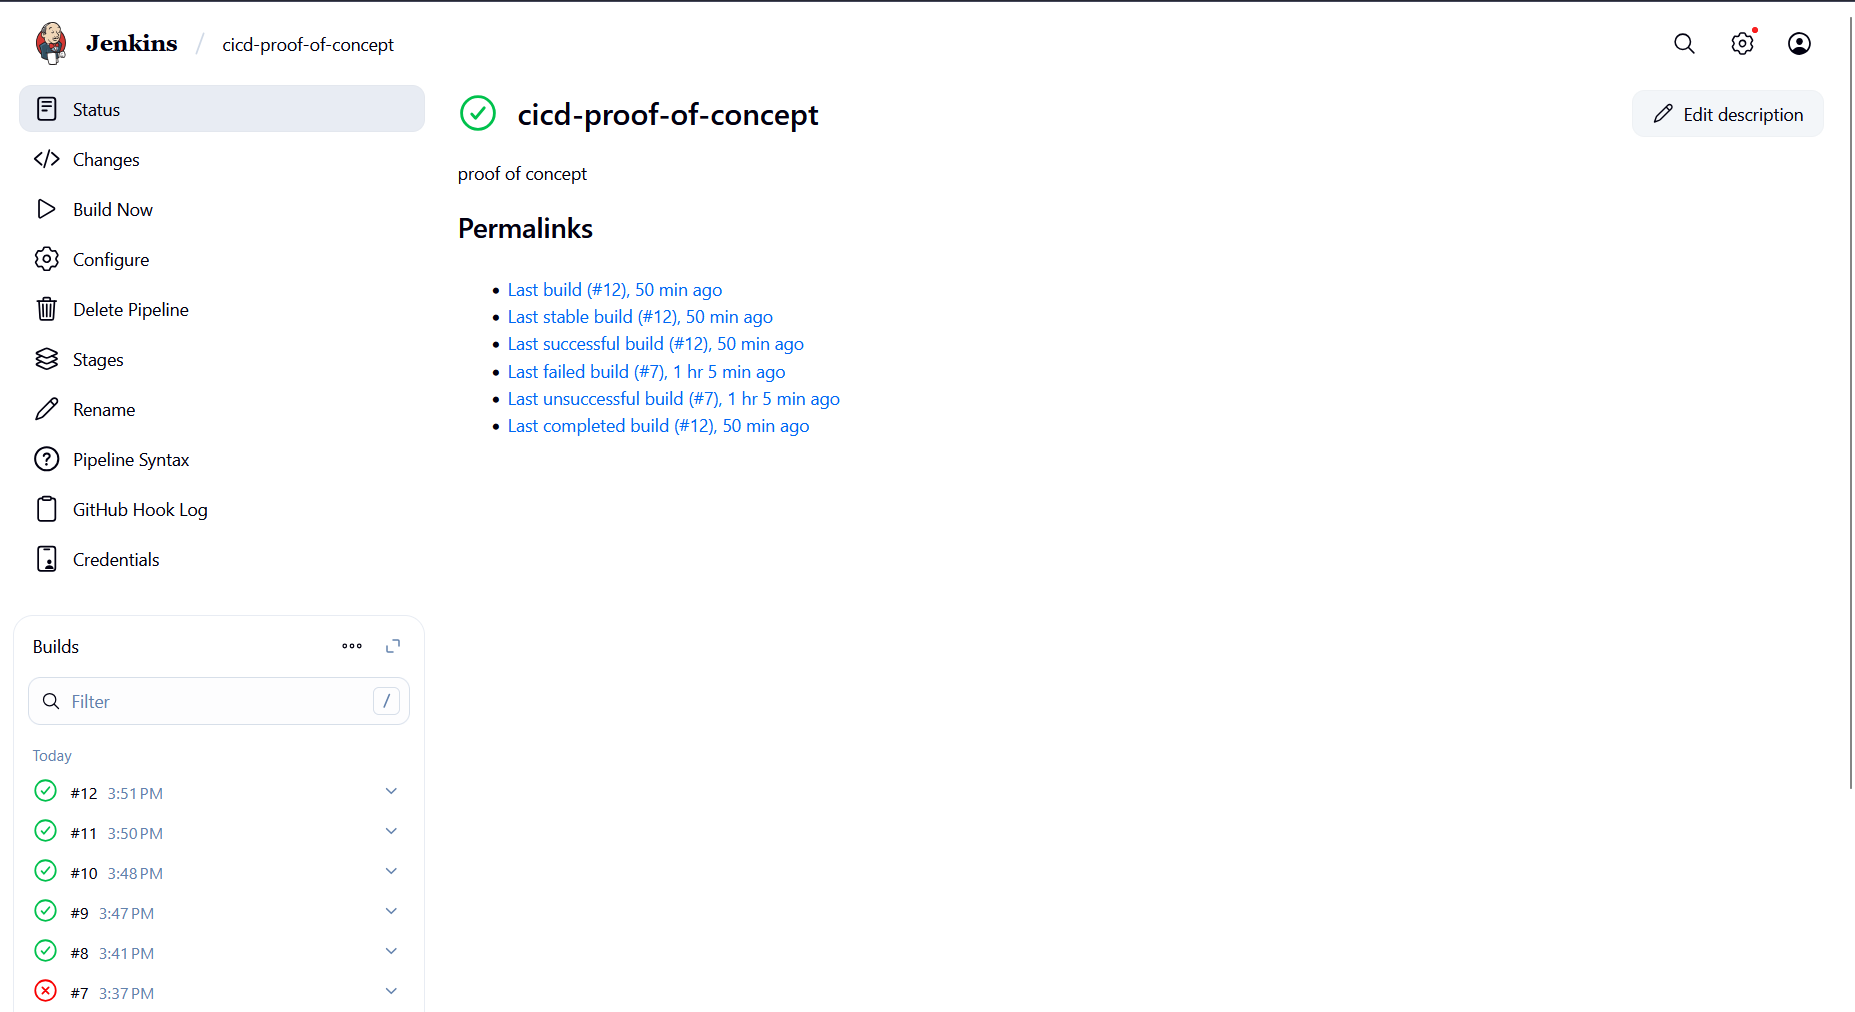 Jenkins / cicd-proof-of-concept
Status
Changes
Build Now
Configure
Delete Pipeline
Stages
Rename
Pipeline Syntax
GitHub Hook Log
Credentials
Builds
Filter /
Today
#12 3:51 PM
#11 3:50 PM
#10 3:48 PM
#9 3:47 PM
#8 3:41 PM
#7 3:37 PM
cicd-proof-of-concept
Edit description
proof of concept
Permalinks
Last build (#12), 50 min ago
Last stable build (#12), 50 min ago
Last successful build (#12), 50 min ago
Last failed build (#7), 1 hr 5 min ago
Last unsuccessful build (#7), 1 hr 5 min ago
Last completed build (#12), 50 min ago